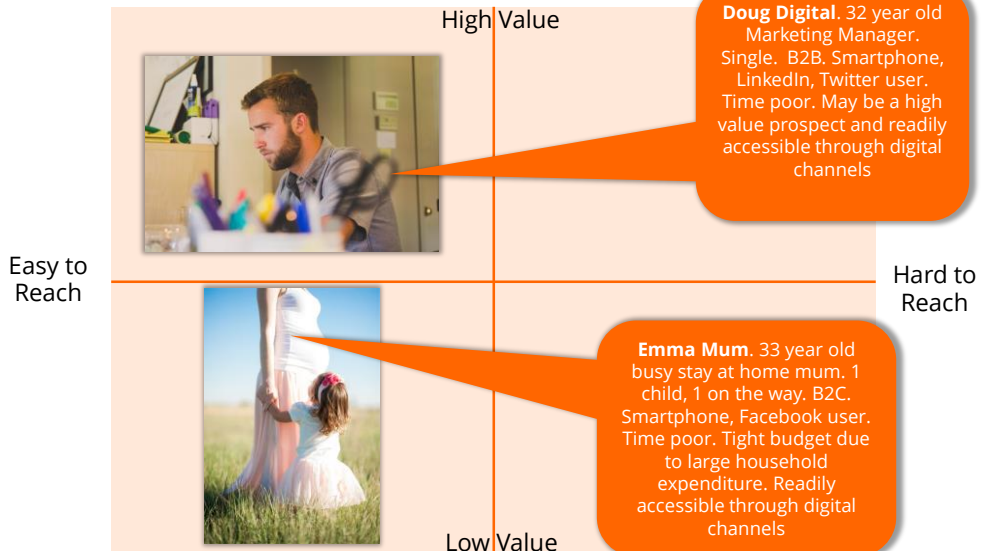 High Value
Doug Digital. 32 year old
Marketing Manager.
Single.  B2B. Smartphone,
LinkedIn, Twitter user.
Time poor. May be a high
value prospect and readily
accessible through digital
channels
Easy to
Reach
Hard to
Reach
Emma Mum. 33 year old
busy stay at home mum. 1
child, 1 on the way. B2C.
Smartphone, Facebook user.
Time poor. Tight budget due
to large household
expenditure. Readily
accessible through digital
channels
Low Value